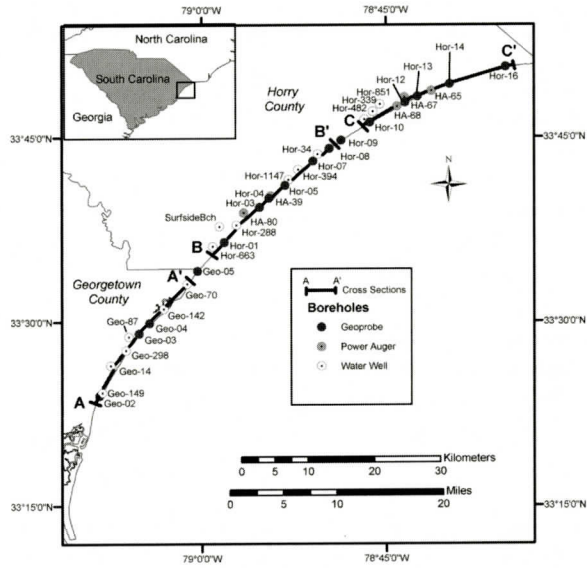 79°0'0"W
78°45'0"W
North Carolina
South Carolina
Georgia
C'
Hor-14
Hor-13
Hor-12
Hor-16
Hor-851
Hor-339
HA-65
Hor-482
HA-67
HA-68
C
Hor-10
Horry
County
33°45'0"N
33°45'0"N
B'
Hor-09
Hor-34
Hor-08
Hor-07
Hor-1147
Hor-394
Hor-04
Hor-05
Hor-03
HA-39
HA-80
SurfsideBch
Hor-288
B
Hor-01
Hor-663
N
Georgetown
County
A'
Geo-05
Geo-70
Geo-142
Geo-87
Geo-04
Geo-03
Geo-298
Geo-14
Geo-149
A
Geo-02
33°30'0"N
33°30'0"N
A A'
Cross Sections
Boreholes
Geoprobe
Power Auger
Water Well
Kilometers
0 5 10 20 30
Miles
0 5 10 20
33°15'0"N
33°15'0"N
79°0'0"W
78°45'0"W